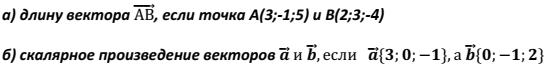 а) длину вектора A͞B⃗, если точка А(3;-1;5) и В(2;3;-4)
б) скалярное произведение векторов a⃗ и b⃗, если a⃗{3; 0; −1}, а b⃗{0; −1; 2}